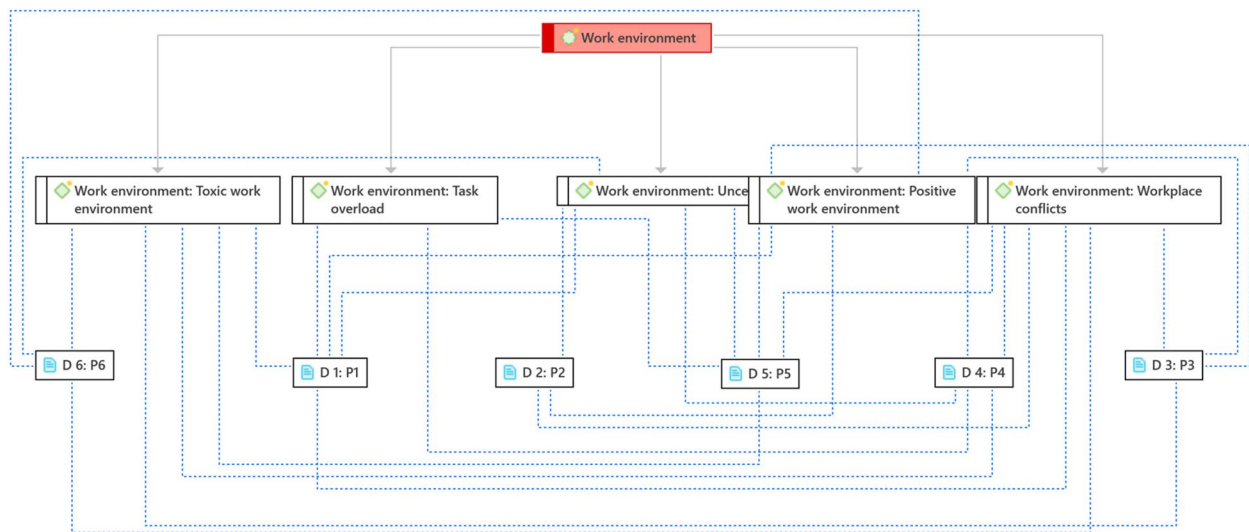 Work environment
Work environment: Toxic work
environment
Work environment: Task
overload
Work environment: Unce
Work environment: Positive
work environment
Work environment: Workplace
conflicts
D 6: P6
D 1: P1
D 2: P2
D 5: P5
D 4: P4
D 3: P3